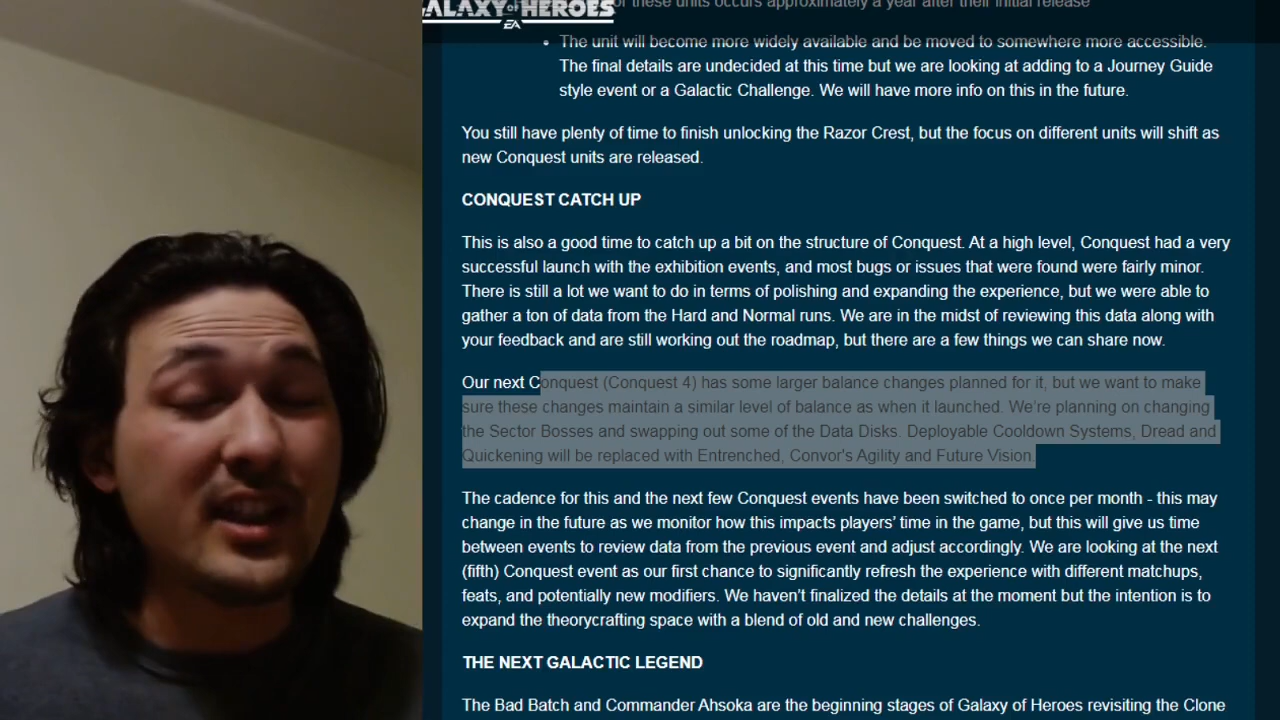 GALAXY OF HEROES
EA
of these units occurs approximately a year after their initial release
• The unit will become more widely available and be moved to somewhere more accessible.
The final details are undecided at this time but we are looking at adding to a Journey Guide
style event or a Galactic Challenge. We will have more info on this in the future.
You still have plenty of time to finish unlocking the Razor Crest, but the focus on different units will shift as
new Conquest units are released.
CONQUEST CATCH UP
This is also a good time to catch up a bit on the structure of Conquest. At a high level, Conquest had a very
successful launch with the exhibition events, and most bugs or issues that were found were fairly minor.
There is still a lot we want to do in terms of polishing and expanding the experience, but we were able to
gather a ton of data from the Hard and Normal runs. We are in the midst of reviewing this data along with
your feedback and are still working out the roadmap, but there are a few things we can share now.
Our next Conquest (Conquest 4) has some larger balance changes planned for it, but we want to make
sure these changes maintain a similar level of balance as when it launched. We're planning on changing
the Sector Bosses and swapping out some of the Data Disks. Deployable Cooldown Systems, Dread and
Quickening will be replaced with Entrenched, Convor's Agility and Future Vision.
The cadence for this and the next few Conquest events have been switched to once per month - this may
change in the future as we monitor how this impacts players' time in the game, but this will give us time
between events to review data from the previous event and adjust accordingly. We are looking at the next
(fifth) Conquest event as our first chance to significantly refresh the experience with different matchups,
feats, and potentially new modifiers. We haven't finalized the details at the moment but the intention is to
expand the theorycrafting space with a blend of old and new challenges.
THE NEXT GALACTIC LEGEND
The Bad Batch and Commander Ahsoka are the beginning stages of Galaxy of Heroes revisiting the Clone